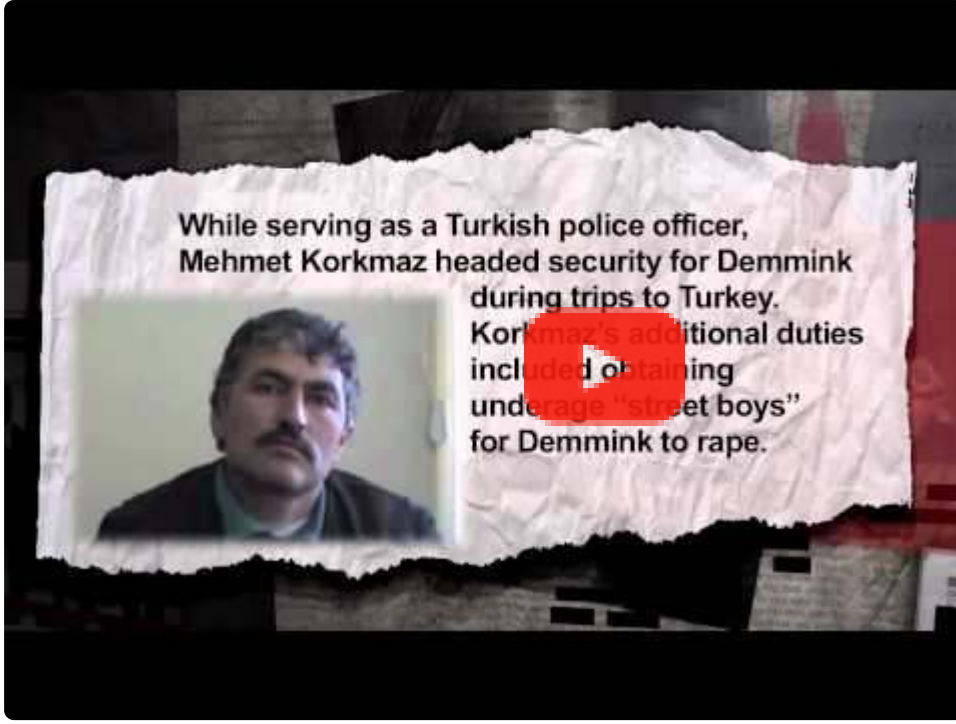 While serving as a Turkish police officer,
Mehmet Korkmaz headed security for Demmink
during trips to Turkey.
Korkmaz's additional duties
included obtaining
underage “street boys”
for Demmink to rape.